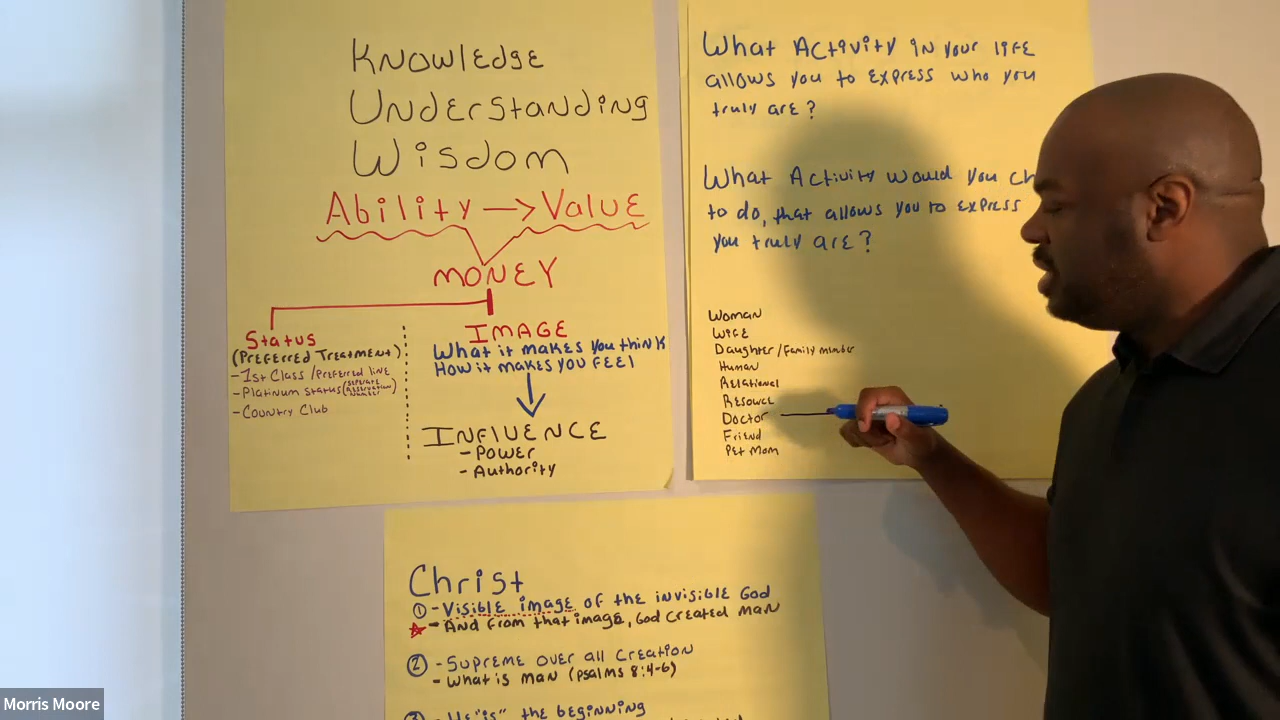 Knowledge
Understanding
Wisdom
Ability → Value
MONEY
Status
(Preferred Treatment)
-1st Class /Preferred line
-Platinum Status
-Country Club
IMAGE
What it makes you think
How it makes you feel
INFLUENCE
- Power
- Authority
What Activity in your life
allows you to express who you
truly are?
What Activity would you ch
to do, that allows you to express
you truly are?
Woman
Wife
Daughter /Family member
Human
Relational
Resource
Doctor
Friend
Pet Mom
Christ
① - Visible image of the invisible God
- And from that image, God created man
② - Supreme over all creation
- What is man (psalms 8:4-6)
- He "is" the beginning
Morris Moore